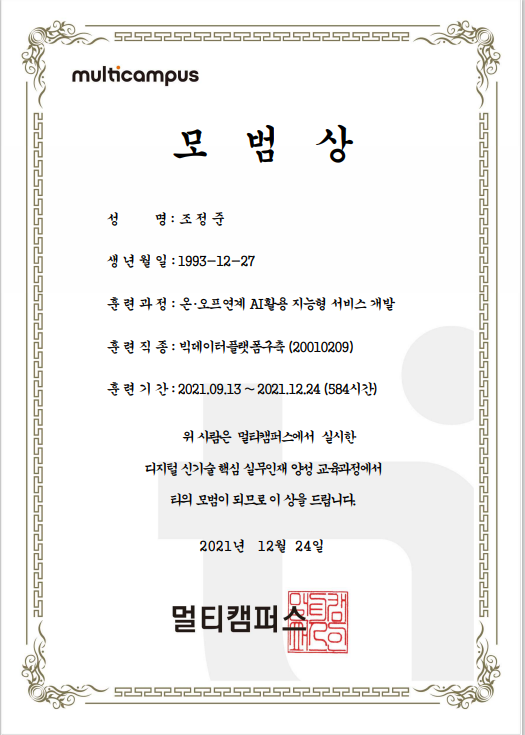 multicampus
모 범 상
성 명 : 조 정 준
생 년 월 일 : 1993-12-27
훈 련 과 정 : 온·오프연계 AI활용 지능형 서비스 개발
훈 련 직 종 : 빅데이터플랫폼구축 (20010209)
훈 련 기 간 : 2021.09.13 ~ 2021.12.24 (584시간)
위 사람은 멀티캠퍼스에서 실시한
디지털 신기술 핵심 실무인재 양성 교육과정에서
타의 모범이 되므로 이 상을 드립니다.
2021년 12월 24일
멀티캠퍼스